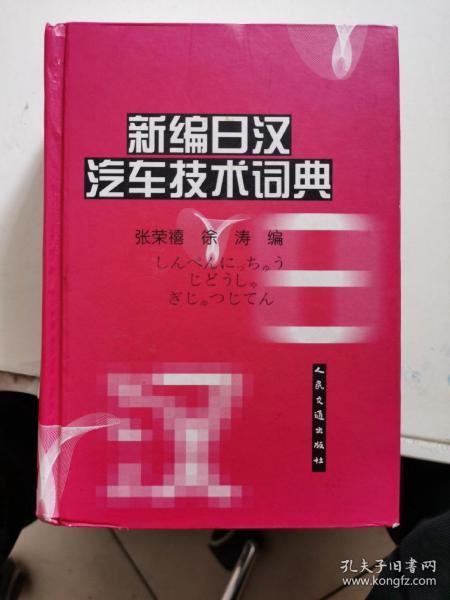 新编日汉
汽车技术词典
张荣禧 徐涛 编
しんぺんにっちゅう
じどうしゃ
ぎじゅつじてん
日
汉
人民交通出版社
孔夫子旧书网
www.kongfz.com